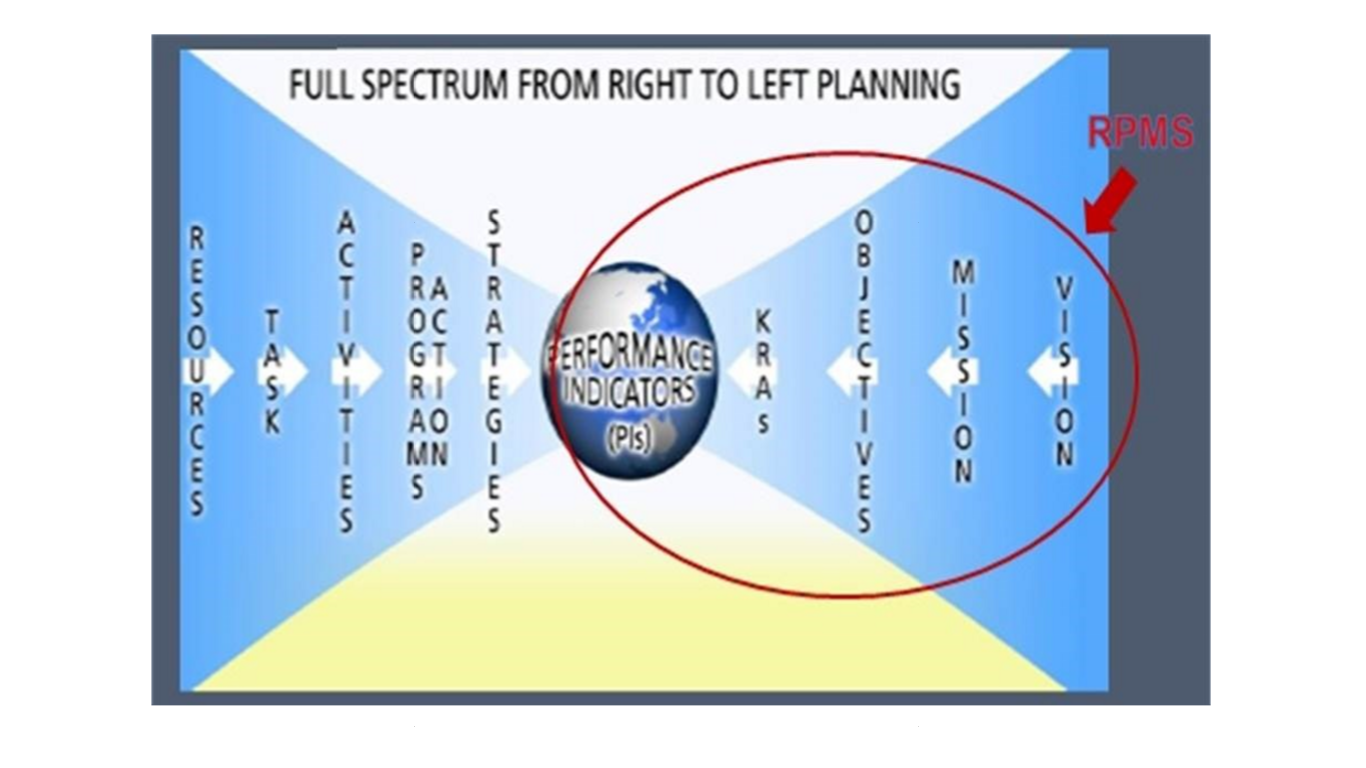 FULL SPECTRUM FROM RIGHT TO LEFT PLANNING
RPMS
RESOURCES
TASK
ACTIVITIES
PROGRAMS
ACTION
STRATEGIES
PERFORMANCE
INDICATORS
(PIs)
KRAs
OBJECTIVES
MISSION
VISION